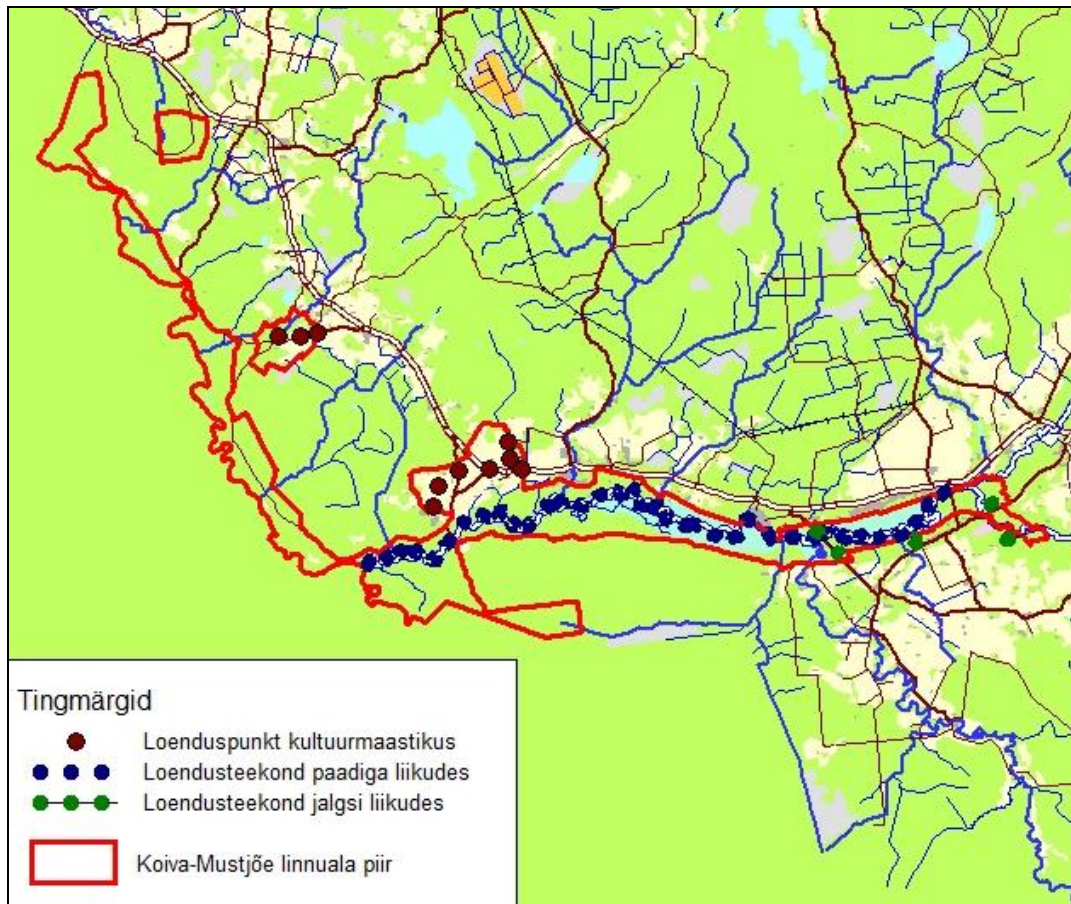 Tingmärgid
Loenduspunkt kultuurmaastikus
Loendusteekond paadiga liikudes
Loendusteekond jalgsi liikudes
Koiva-Mustjõe linnuala piir